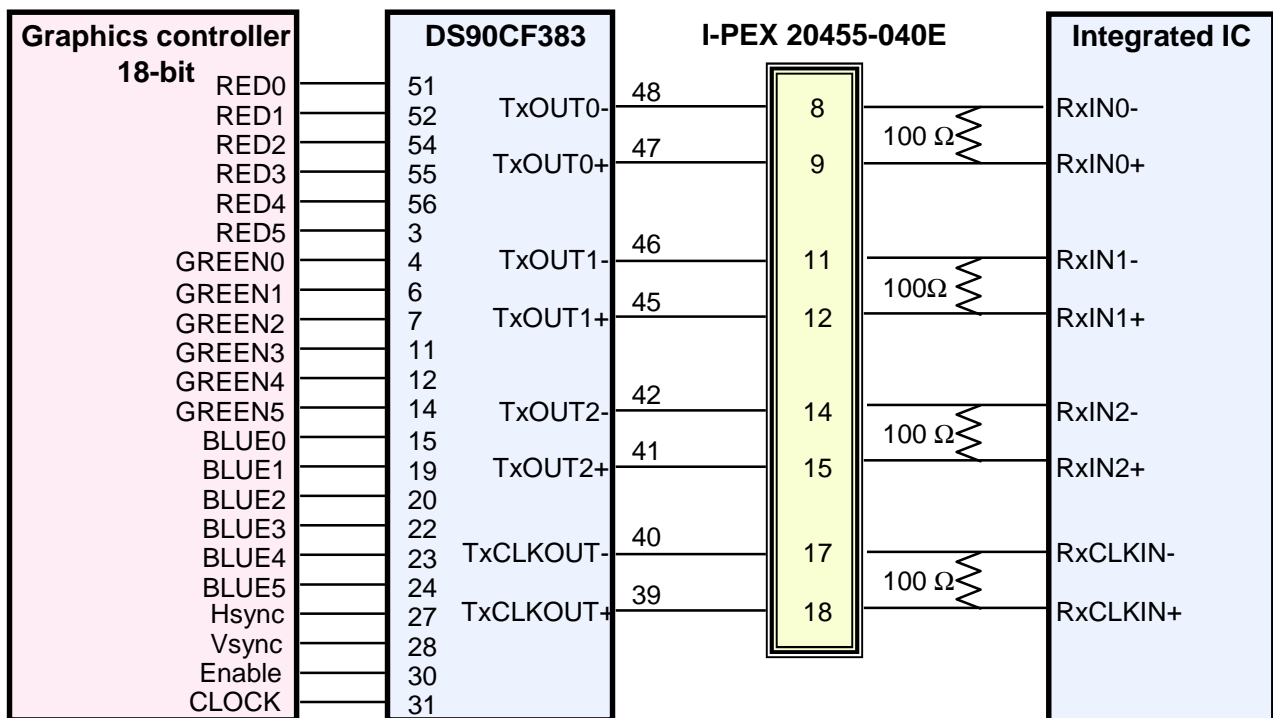 Graphics controller
18-bit
RED0
RED1
RED2
RED3
RED4
RED5
GREEN0
GREEN1
GREEN2
GREEN3
GREEN4
GREEN5
BLUE0
BLUE1
BLUE2
BLUE3
BLUE4
BLUE5
Hsync
Vsync
Enable
CLOCK
DS90CF383
51
52
54
55
56
3
4
6
7
11
12
14
15
19
20
22
23
24
27
28
30
31
TxOUT0- 48
TxOUT0+ 47
TxOUT1- 46
TxOUT1+ 45
TxOUT2- 42
TxOUT2+ 41
TxCLKOUT- 40
TxCLKOUT+ 39
I-PEX 20455-040E
8
9
11
12
14
15
17
18
100 Ω
100Ω
100 Ω
100 Ω
Integrated IC
RxIN0-
RxIN0+
RxIN1-
RxIN1+
RxIN2-
RxIN2+
RxCLKIN-
RxCLKIN+